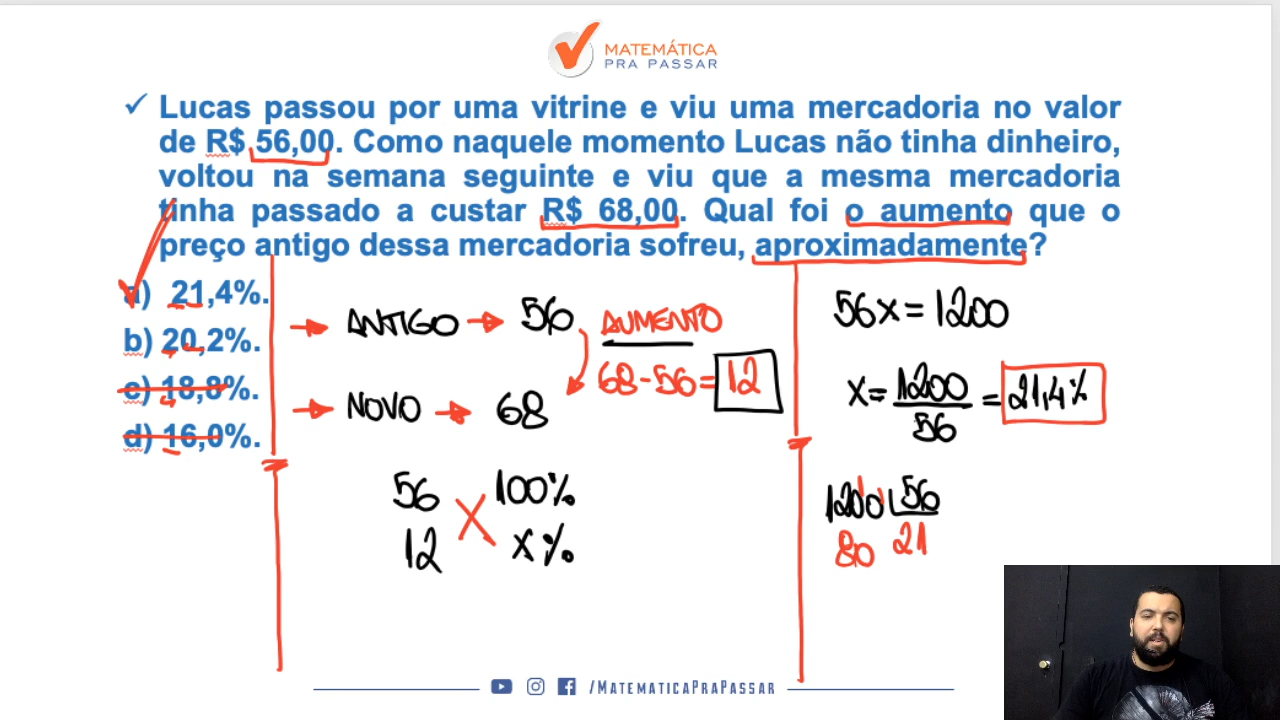 MATEMÁTICA
PRA PASSAR
✓ Lucas passou por uma vitrine e viu uma mercadoria no valor
de R$ 56,00. Como naquele momento Lucas não tinha dinheiro,
voltou na semana seguinte e viu que a mesma mercadoria
tinha passado a custar R$ 68,00. Qual foi o aumento que o
preço antigo dessa mercadoria sofreu, aproximadamente?
a) 21,4%.
b) 20,2%.
c) 18,8%.
d) 16,0%.
→ ANTIGO → 56
→ NOVO → 68
AUMENTO
68-56=12
56 100%
12 x%
56x=1200
x=1200/56=21,4%
1200 56
80 21
/MATEMATICAPRAPASSAR